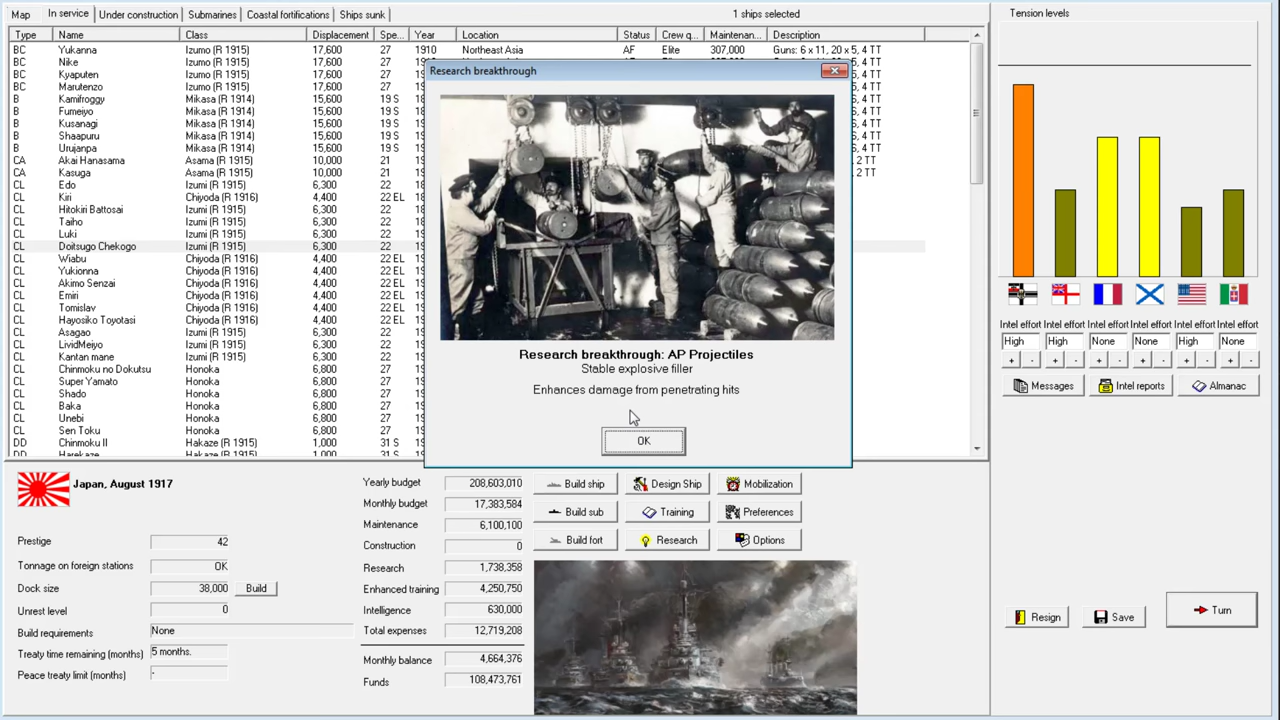 Map In service Under construction Submarines Coastal fortifications Ships sunk 1 ships selected
Type Name Class Displacement Spe... Year Location Status Crew q... Maintenan... Description
BC Yukanna Izumo (R 1915) 17,600 27 1910 Northeast Asia AF Elite 307,000 Guns: 6 x 11, 20 x 5, 4 TT
BC Nike Izumo (R 1915) 17,600 27
BC Kyaputen Izumo (R 1915) 17,600 27
BC Marutenzo Izumo (R 1915) 17,600 27
B Kamifroggy Mikasa (R 1914) 15,600 19 S
B Fumeiyo Mikasa (R 1914) 15,600 19 S
B Kusanagi Mikasa (R 1914) 15,600 19 S
B Shaapuru Mikasa (R 1914) 15,600 19 S
B Urujanpa Mikasa (R 1914) 15,600 19 S
CA Akai Hanasama Asama (R 1915) 10,000 21
CA Kasuga Asama (R 1915) 10,000 21
CL Edo Izumi (R 1915) 6,300 22
CL Kiri Chiyoda (R 1916) 4,400 22 EL
CL Hitokiri Battosai Izumi (R 1915) 6,300 22
CL Taiho Izumi (R 1915) 6,300 22
CL Luki Izumi (R 1915) 6,300 22
CL Doitsugo Chekogo Izumi (R 1915) 6,300 22
CL Wiabu Chiyoda (R 1916) 4,400 22 EL
CL Yukionna Chiyoda (R 1916) 4,400 22 EL
CL Akimo Senzai Chiyoda (R 1916) 4,400 22 EL
CL Emiri Chiyoda (R 1916) 4,400 22 EL
CL Tomislav Chiyoda (R 1916) 4,400 22 EL
CL Hayosiko Toyotasi Chiyoda (R 1916) 4,400 22 EL
CL Asagao Izumi (R 1915) 6,300 22
CL LividMeiyo Izumi (R 1915) 6,300 22
CL Kantan mane Izumi (R 1915) 6,300 22
CL Chinmoku no Dokutsu Honoka 6,800 27
CL Super Yamato Honoka 6,800 27
CL Shado Honoka 6,800 27
CL Baka Honoka 6,800 27
CL Unebi Honoka 6,800 27
CL Sen Toku Honoka 6,800 27
DD Chinmoku II Hakaze (R 1915) 1,000 31 S
DD Harekaze Hakaze (R 1915) 1,000 31 S
Research breakthrough
Research breakthrough: AP Projectiles
Stable explosive filler
Enhances damage from penetrating hits
OK
Tension levels
Intel effort Intel effort Intel effort Intel effort Intel effort Intel effort
High High None None High None
+ - + - + - + - + - + -
Messages Intel reports Almanac
Japan, August 1917
Prestige 42
Tonnage on foreign stations OK
Dock size 38,000 Build
Unrest level 0
Build requirements None
Treaty time remaining (months) 5 months.
Peace treaty limit (months) -
Yearly budget 208,603,010
Monthly budget 17,383,584
Maintenance 6,100,100
Construction 0
Research 1,738,358
Enhanced training 4,250,750
Intelligence 630,000
Total expenses 12,719,208
Monthly balance 4,664,376
Funds 108,473,761
Build ship Design Ship Mobilization
Build sub Training Preferences
Build fort Research Options
Resign Save Turn